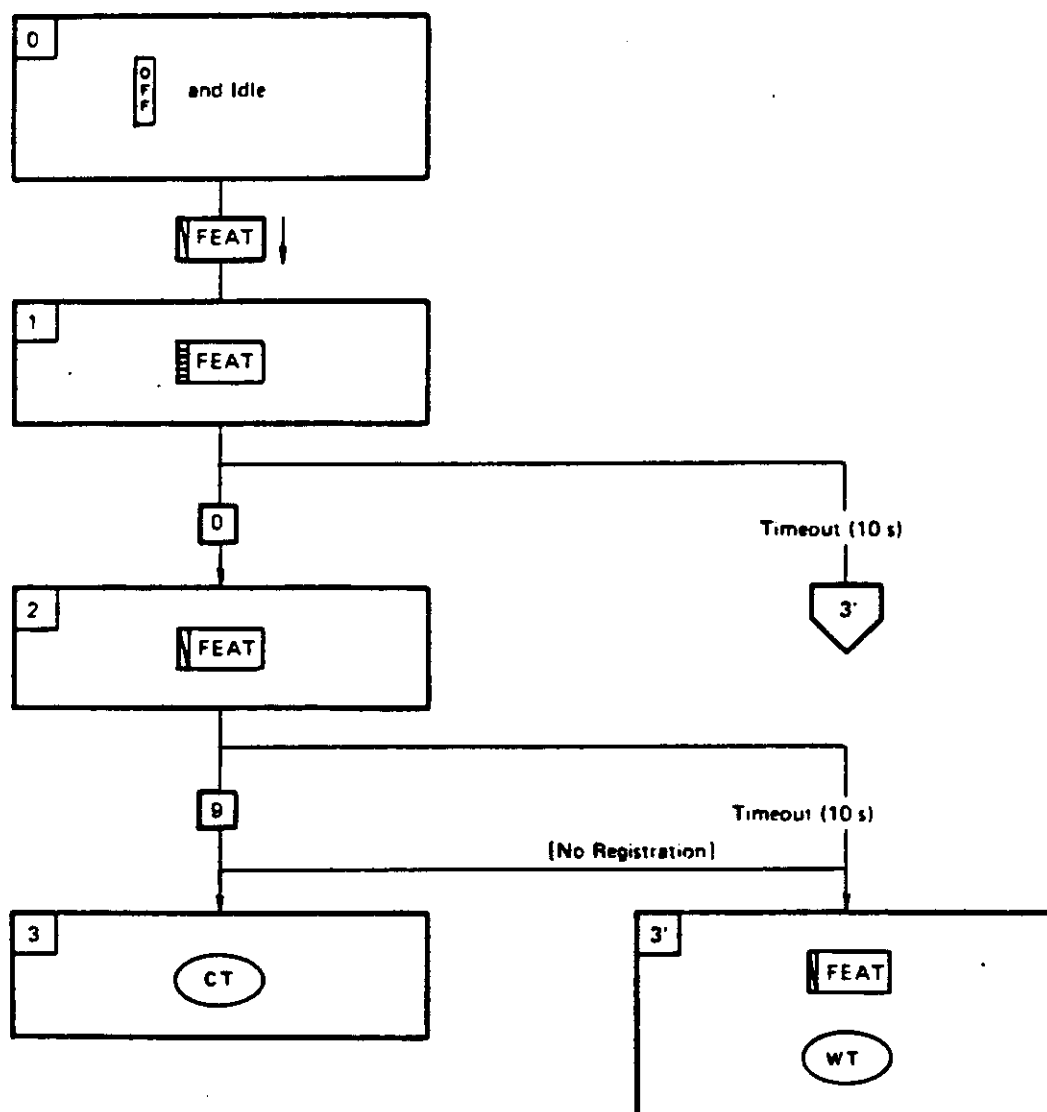 0
OFF and Idle
FEAT
1
FEAT
0
Timeout (10 s)
3'
2
FEAT
9
Timeout (10 s)
[No Registration]
3
CT
3'
FEAT
WT